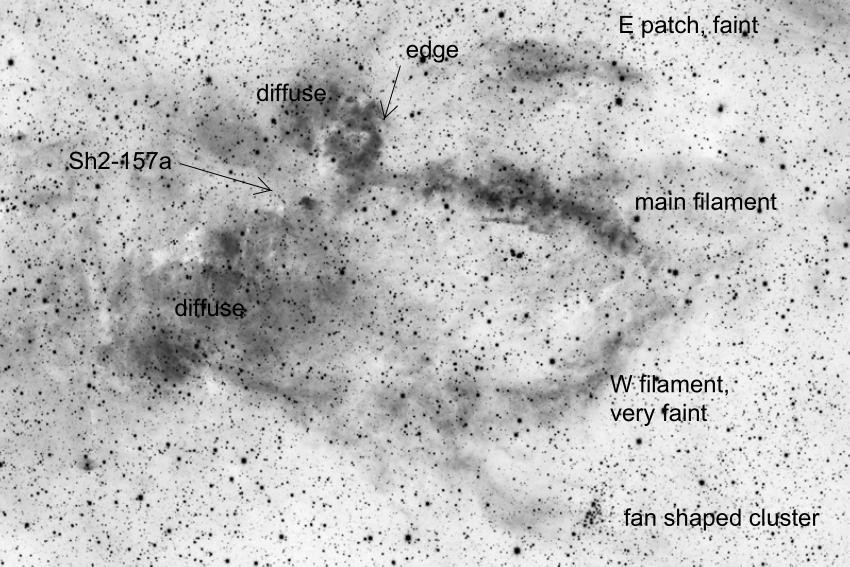 E patch, faint
edge
diffuse
Sh2-157a
main filament
diffuse
W filament,
very faint
fan shaped cluster